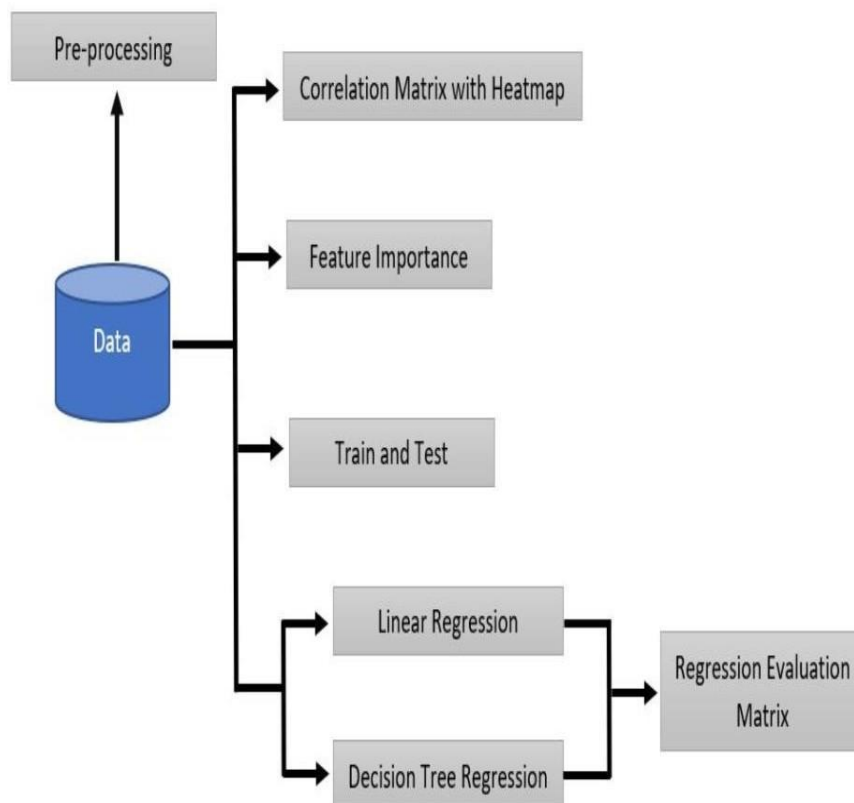 Pre-processing
Correlation Matrix with Heatmap
Feature Importance
Data
Train and Test
Linear Regression
Regression Evaluation
Matrix
Decision Tree Regression